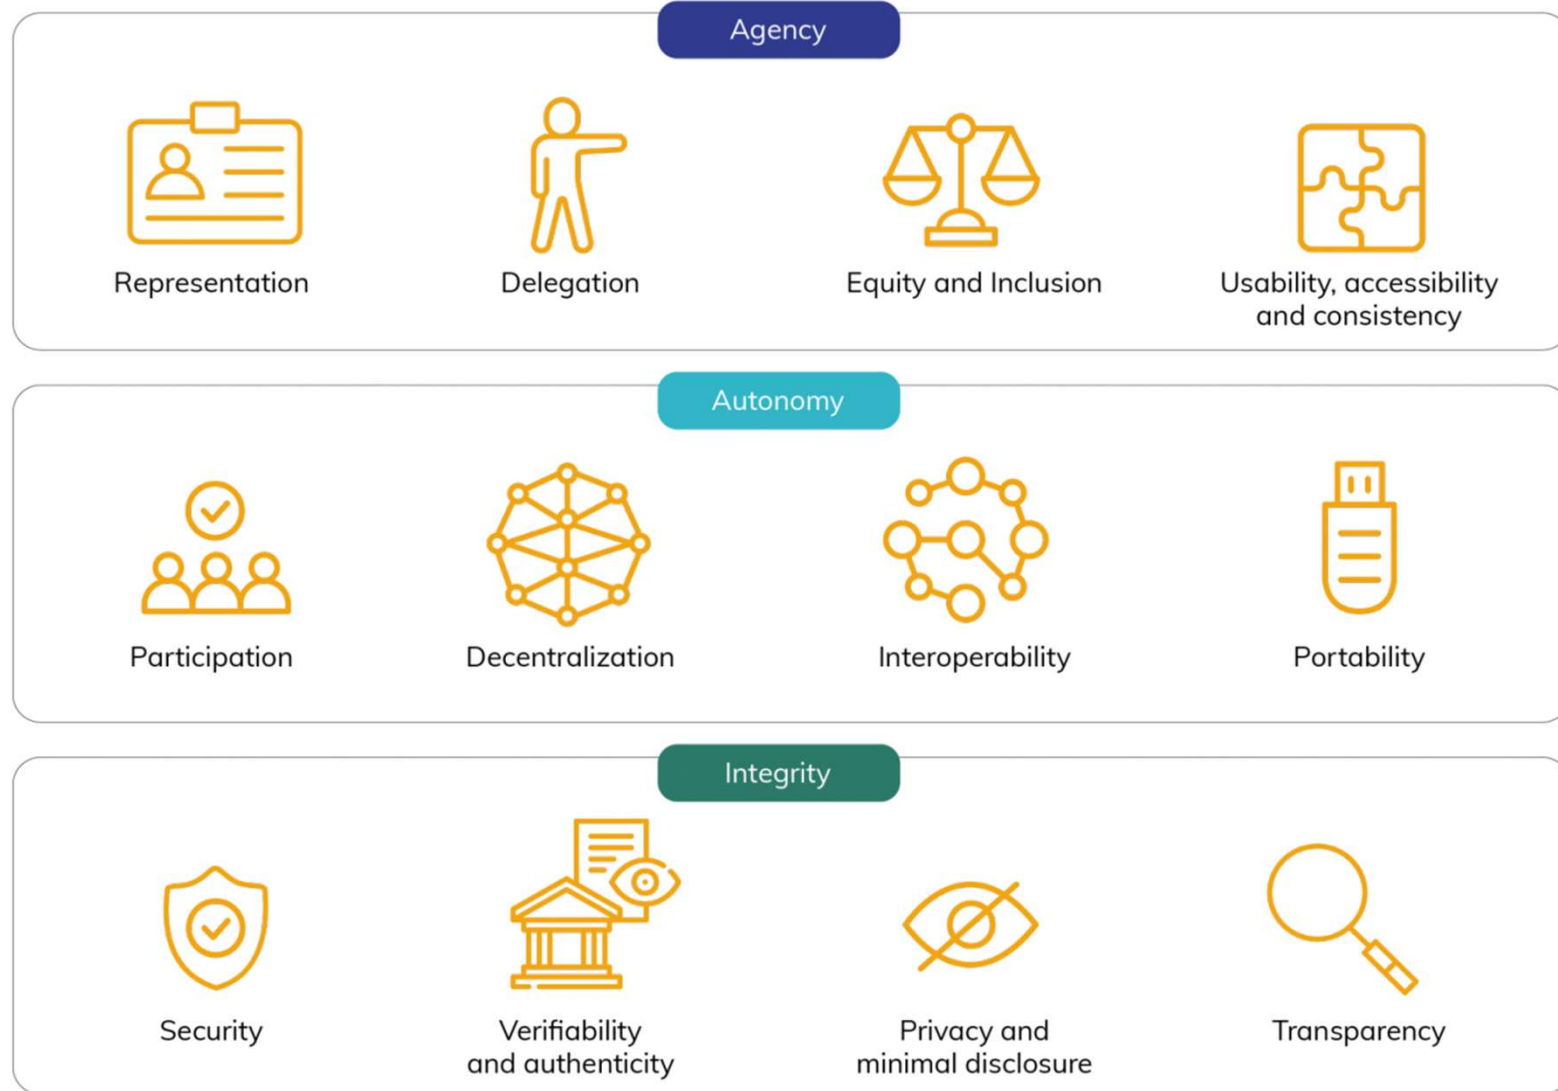 Agency
Representation
Delegation
Equity and Inclusion
Usability, accessibility
and consistency
Autonomy
Participation
Decentralization
Interoperability
Portability
Integrity
Security
Verifiability
and authenticity
Privacy and
minimal disclosure
Transparency